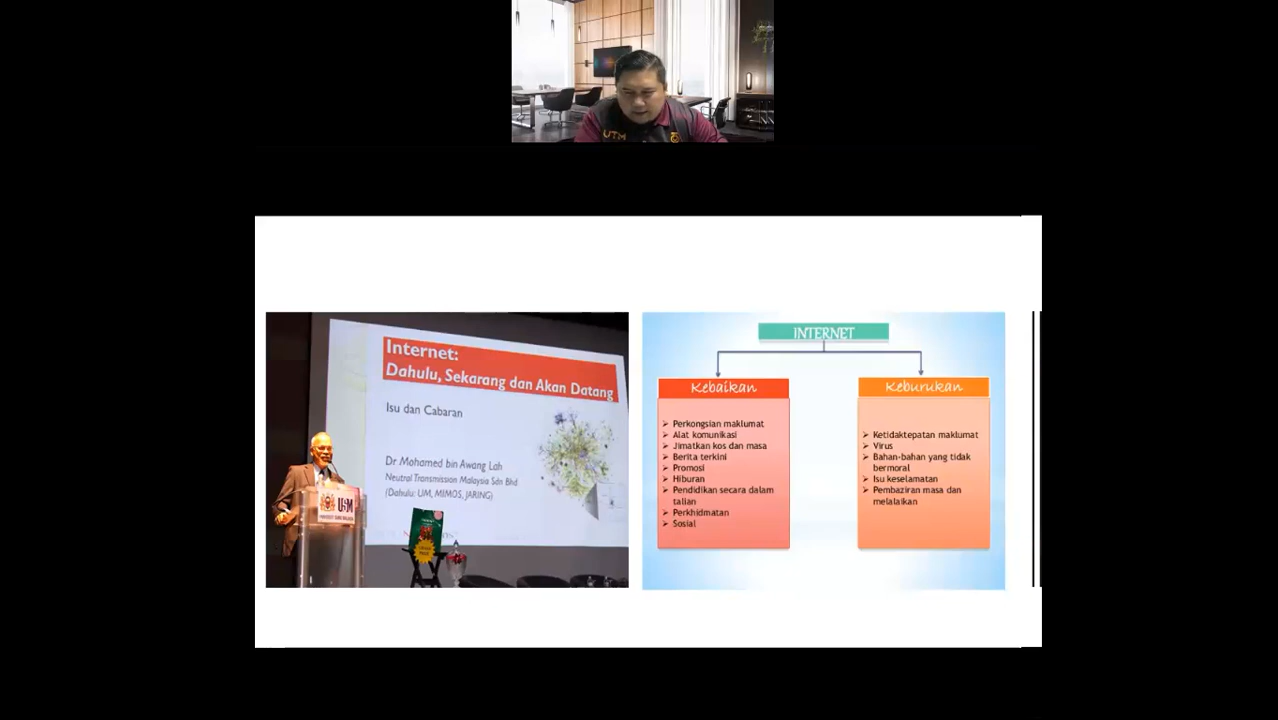 UTM
Internet:
Dahulu, Sekarang dan Akan Datang
Isu dan Cabaran
Dr Mohamed bin Awang Lah
Neutral Transmission Malaysia Sdn Bhd
(Dahulu: UM, MIMOS, JARING)
USM
INTERNET
Kebaikan
➢ Perkongsian maklumat
➢ Alat komunikasi
➢ Jimatkan kos dan masa
➢ Berita terkini
➢ Promosi
➢ Hiburan
➢ Pendidikan secara dalam
talian
➢ Perkhidmatan
➢ Sosial
Keburukan
➢ Ketidaktepatan maklumat
➢ Virus
➢ Bahan-bahan yang tidak
bermoral
➢ Isu keselamatan
➢ Pembaziran masa dan
melalaikan